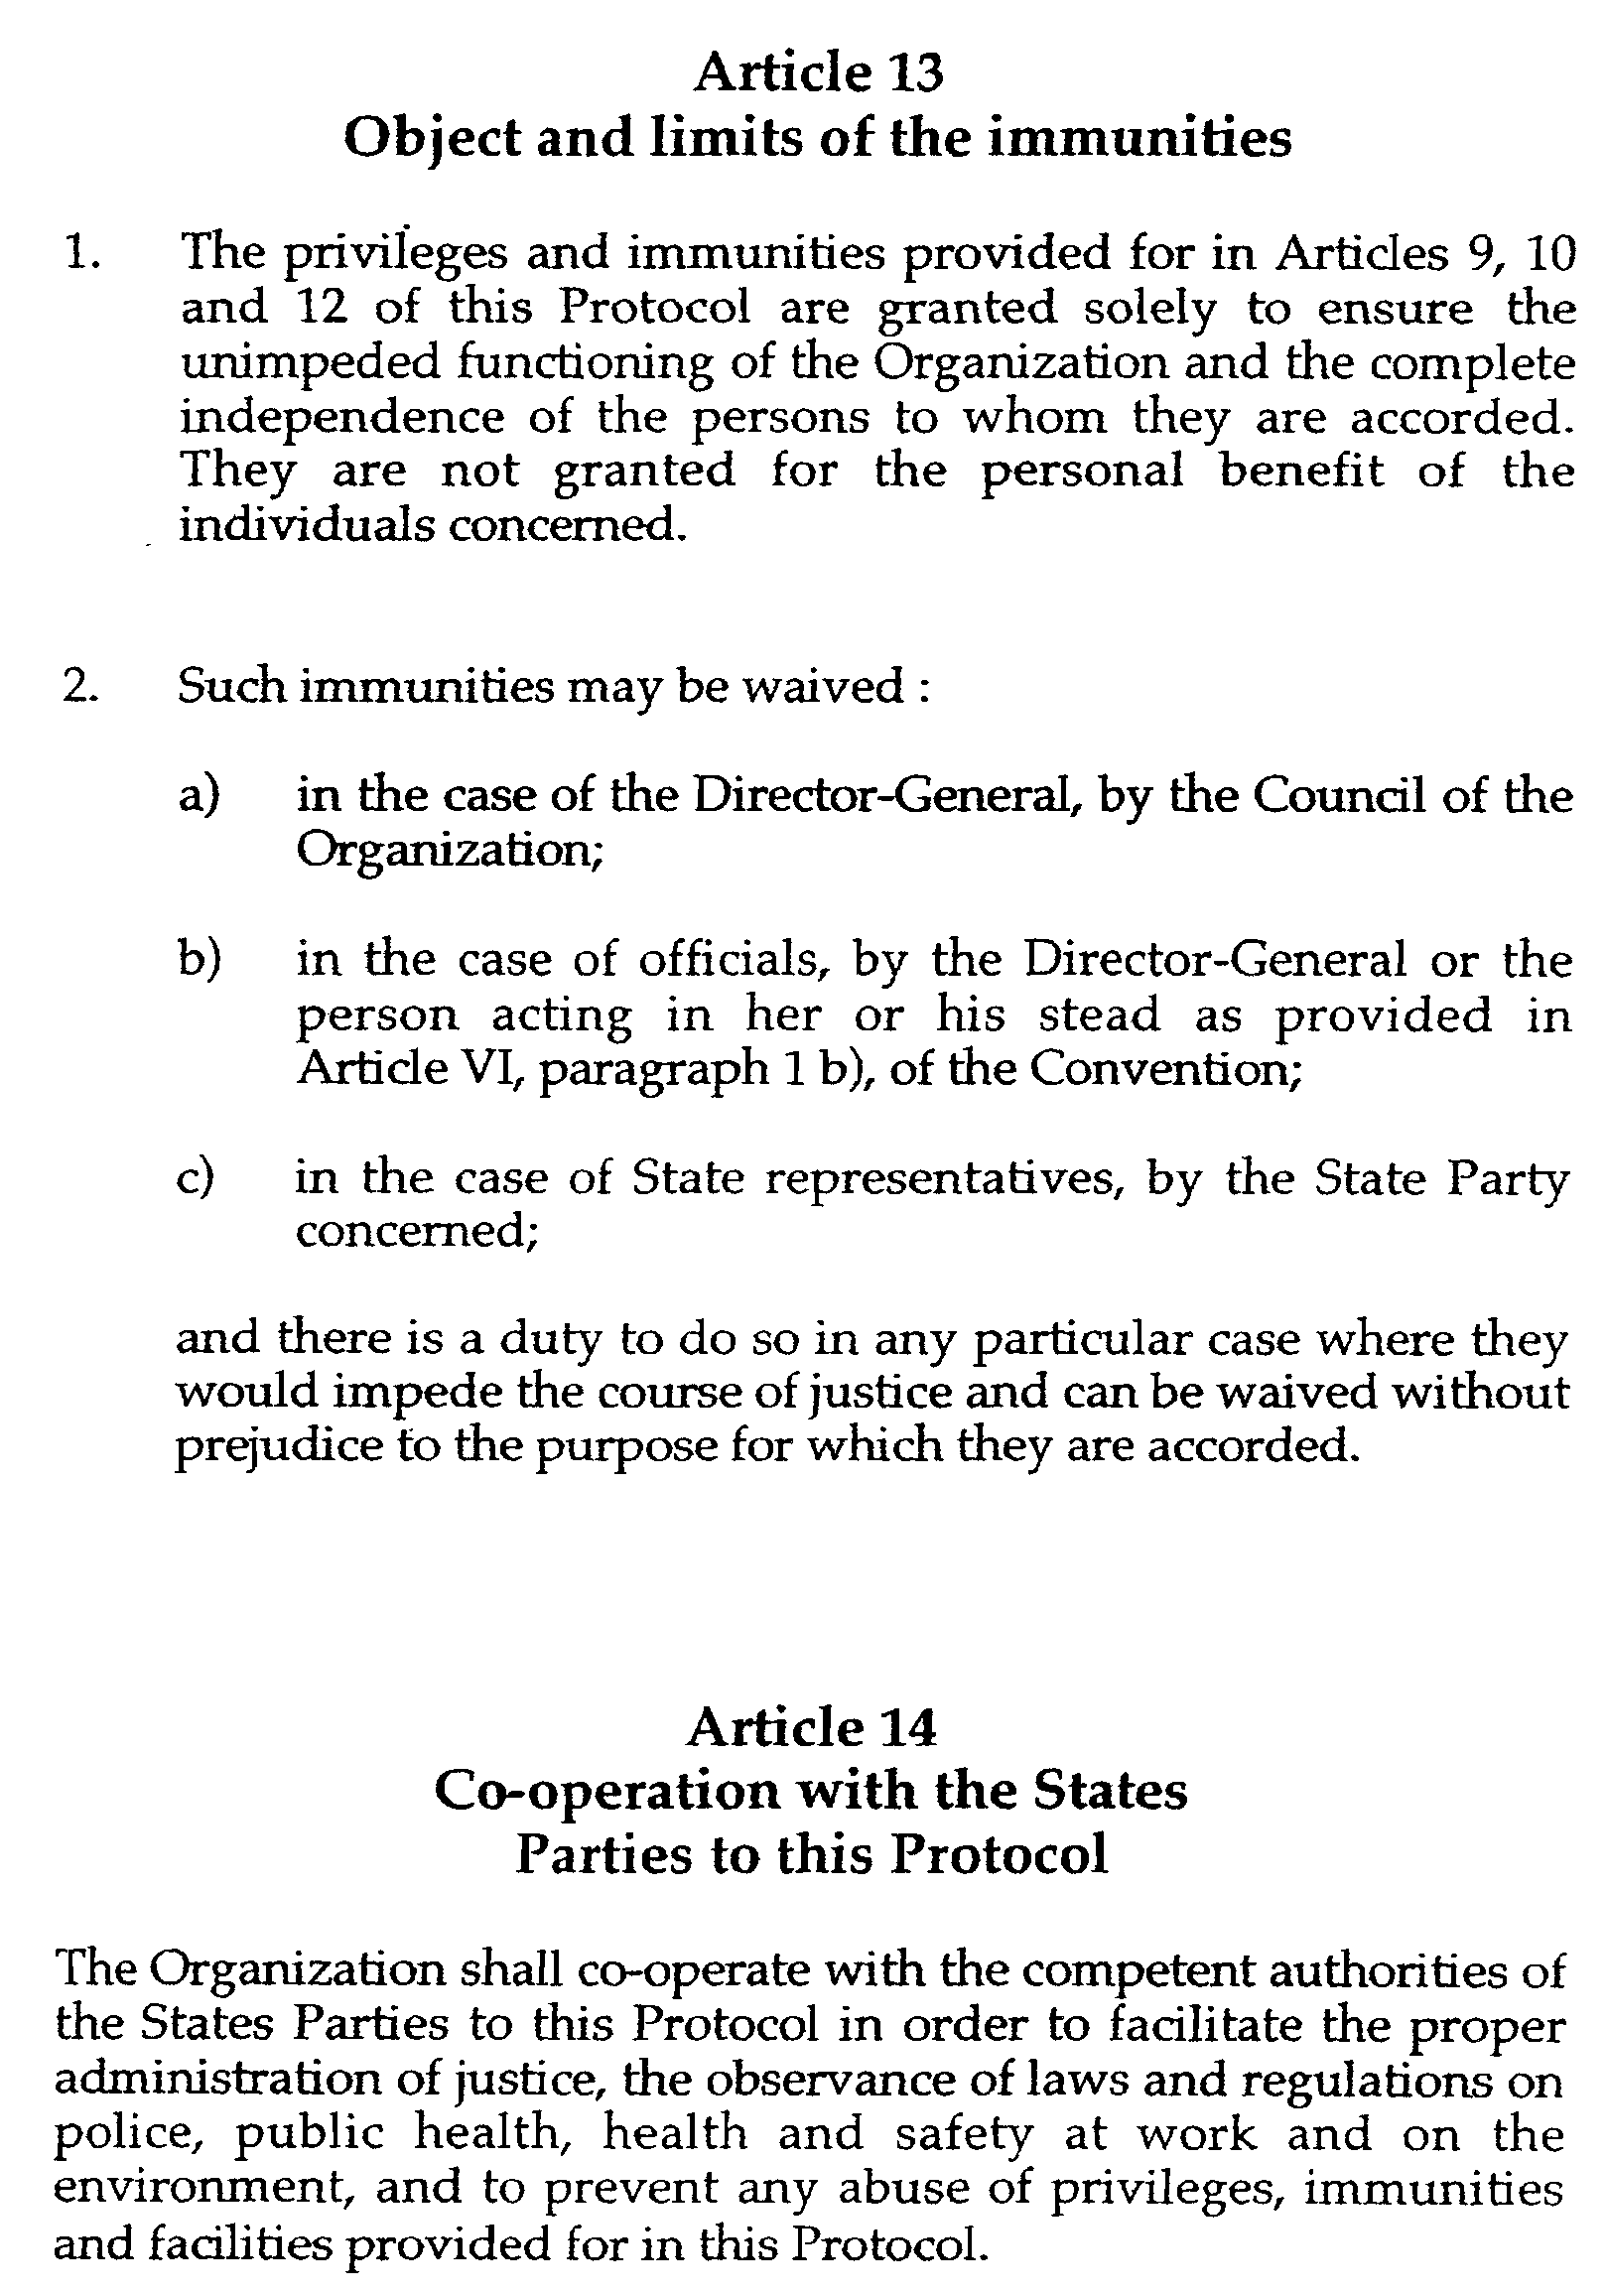 Article 13
Object and limits of the immunities
1. The privileges and immunities provided for in Articles 9, 10
and 12 of this Protocol are granted solely to ensure the
unimpeded functioning of the Organization and the complete
independence of the persons to whom they are accorded.
They are not granted for the personal benefit of the
individuals concerned.
2. Such immunities may be waived :
a) in the case of the Director-General, by the Council of the
Organization;
b) in the case of officials, by the Director-General or the
person acting in her or his stead as provided in
Article VI, paragraph 1 b), of the Convention;
c) in the case of State representatives, by the State Party
concerned;
and there is a duty to do so in any particular case where they
would impede the course of justice and can be waived without
prejudice to the purpose for which they are accorded.
Article 14
Co-operation with the States
Parties to this Protocol
The Organization shall co-operate with the competent authorities of
the States Parties to this Protocol in order to facilitate the proper
administration of justice, the observance of laws and regulations on
police, public health, health and safety at work and on the
environment, and to prevent any abuse of privileges, immunities
and facilities provided for in this Protocol.